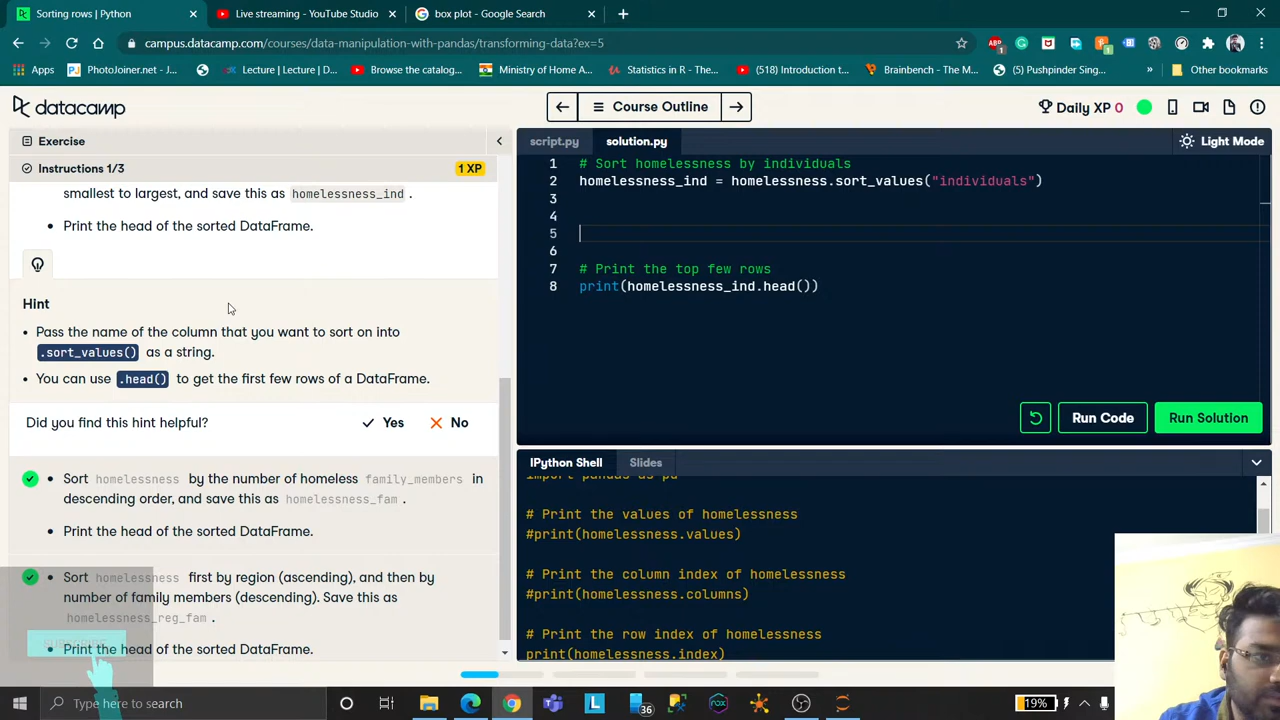 Sorting rows | Python
Live streaming - YouTube Studio
box plot - Google Search
campus.datacamp.com/courses/data-manipulation-with-pandas/transforming-data?ex=5
Apps
PhotoJoiner.net - J...
Lecture | Lecture | D...
Browse the catalog...
Ministry of Home A...
Statistics in R - The...
(518) Introduction t...
Brainbench - The M...
(5) Pushpinder Sing...
»
Other bookmarks
datacamp
Course Outline
Daily XP 0
Exercise
Instructions 1/3
1 XP
smallest to largest, and save this as homelessness_ind .
• Print the head of the sorted DataFrame.
Hint
• Pass the name of the column that you want to sort on into
.sort_values() as a string.
• You can use .head() to get the first few rows of a DataFrame.
Did you find this hint helpful?
Yes
No
• Sort homelessness by the number of homeless family_members in
descending order, and save this as homelessness_fam .
• Print the head of the sorted DataFrame.
• Sort homelessness first by region (ascending), and then by
number of family members (descending). Save this as
homelessness_reg_fam .
• Print the head of the sorted DataFrame.
SUBSCRIBE
script.py
solution.py
Light Mode
1 # Sort homelessness by individuals
2 homelessness_ind = homelessness.sort_values("individuals")
3
4
5
6
7 # Print the top few rows
8 print(homelessness_ind.head())
Run Code
Run Solution
IPython Shell
Slides
import pandas as pd
# Print the values of homelessness
#print(homelessness.values)
# Print the column index of homelessness
#print(homelessness.columns)
# Print the row index of homelessness
print(homelessness.index)
Type here to search
36
19%